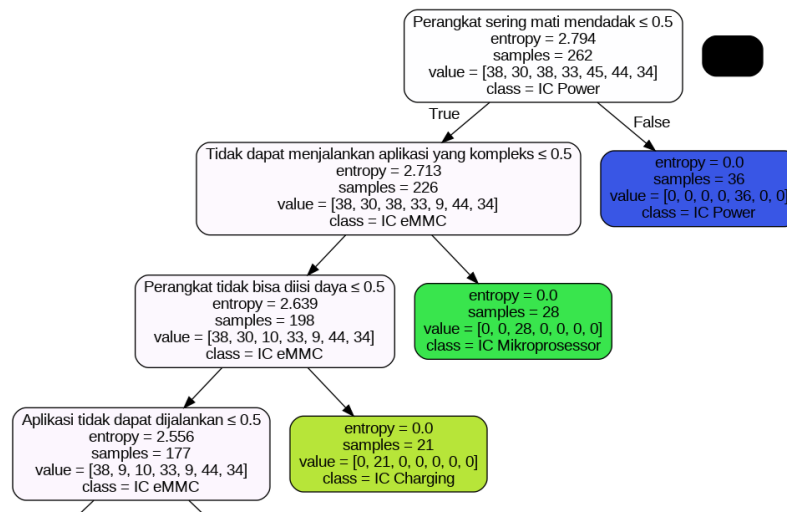 Perangkat sering mati mendadak ≤ 0.5
entropy = 2.794
samples = 262
value = [38, 30, 38, 33, 45, 44, 34]
class = IC Power
True
False
Tidak dapat menjalankan aplikasi yang kompleks ≤ 0.5
entropy = 2.713
samples = 226
value = [38, 30, 38, 33, 9, 44, 34]
class = IC eMMC
entropy = 0.0
samples = 36
value = [0, 0, 0, 0, 36, 0, 0]
class = IC Power
Perangkat tidak bisa diisi daya ≤ 0.5
entropy = 2.639
samples = 198
value = [38, 30, 10, 33, 9, 44, 34]
class = IC eMMC
entropy = 0.0
samples = 28
value = [0, 0, 28, 0, 0, 0, 0]
class = IC Mikroprosessor
Aplikasi tidak dapat dijalankan ≤ 0.5
entropy = 2.556
samples = 177
value = [38, 9, 10, 33, 9, 44, 34]
class = IC eMMC
entropy = 0.0
samples = 21
value = [0, 21, 0, 0, 0, 0, 0]
class = IC Charging